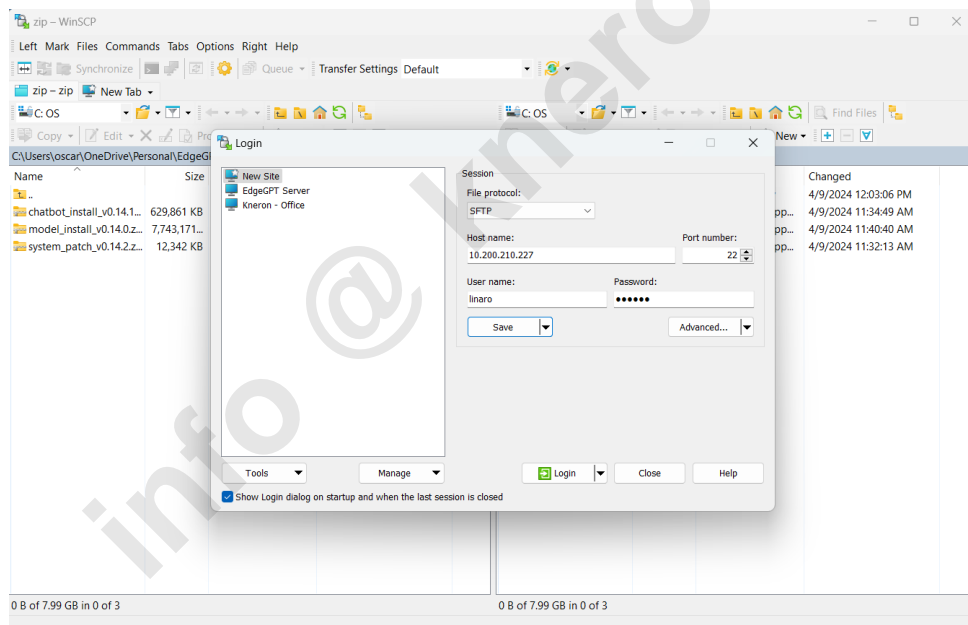 zip – WinSCP
Left Mark Files Commands Tabs Options Right Help
Synchronize Queue Transfer Settings Default
zip – zip New Tab
C: OS C: OS Find Files
Copy Edit New
Login
C:\Users\oscar\OneDrive\Personal\
Name Size Changed
.. 4/9/2024 12:03:06 PM
chatbot_install_v0.14.1... 629,861 KB pp... 4/9/2024 11:34:49 AM
model_install_v0.14.0.z... 7,743,171... pp... 4/9/2024 11:40:40 AM
system_patch_v0.14.2.z... 12,342 KB pp... 4/9/2024 11:32:13 AM
New Site
EdgeGPT Server
Kneron - Office
Session
File protocol:
SFTP
Host name: Port number:
10.200.210.227 22
User name: Password:
linaro ●●●●●●
Save Advanced...
Tools Manage Login Close Help
Show Login dialog on startup and when the last session is closed
0 B of 7.99 GB in 0 of 3 0 B of 7.99 GB in 0 of 3
info @ knero